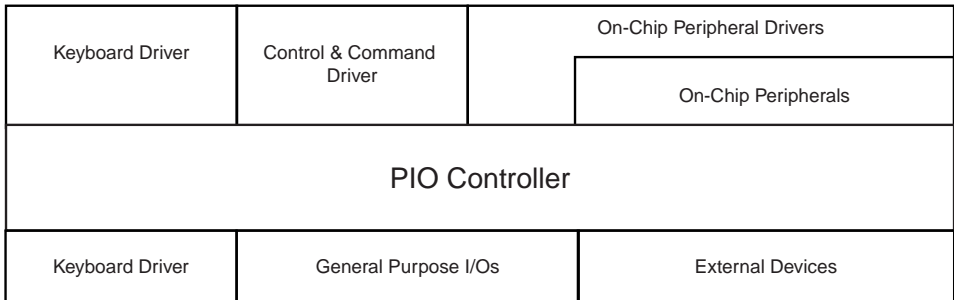 Keyboard Driver
Control & Command
Driver
On-Chip Peripheral Drivers
On-Chip Peripherals
PIO Controller
Keyboard Driver
General Purpose I/Os
External Devices